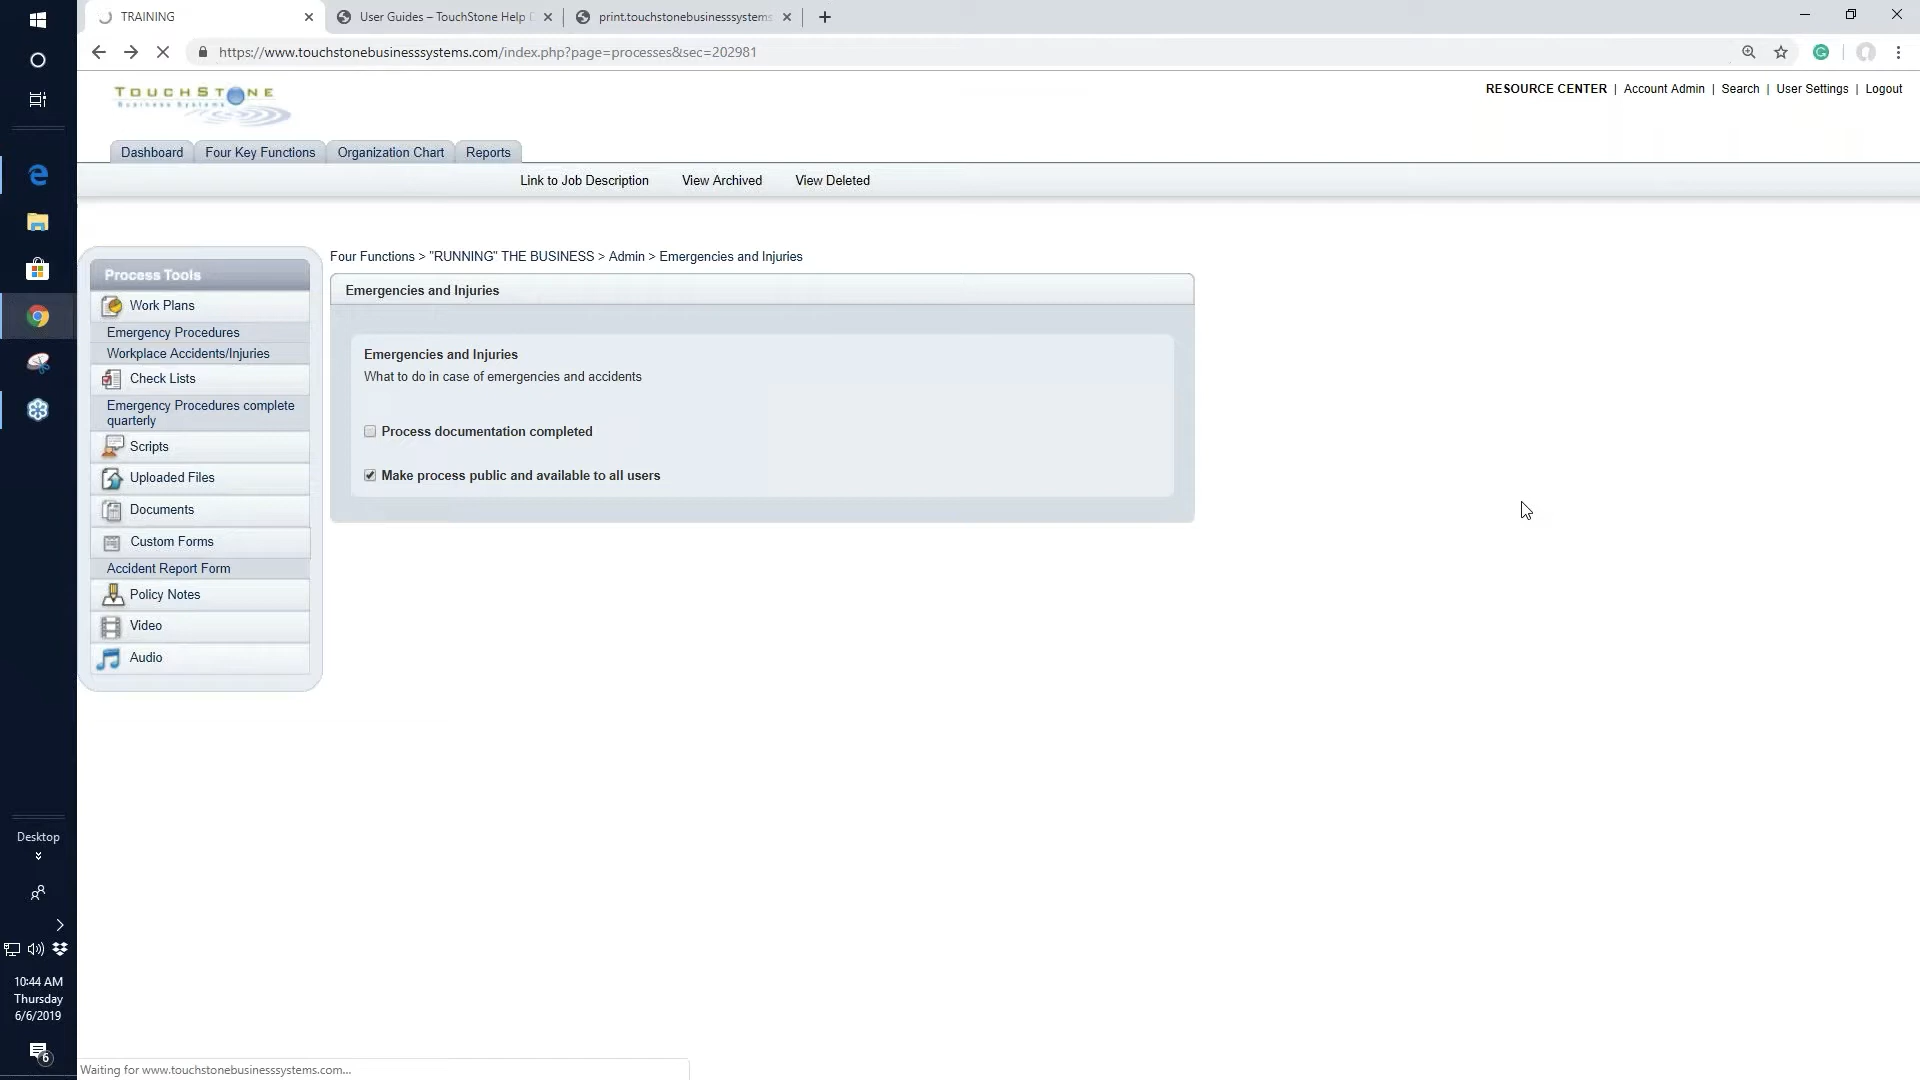 TRAINING
User Guides – TouchStone Help
print.touchstonebusinesssystems
https://www.touchstonebusinesssystems.com/index.php?page=processes&sec=202981
TOUCHSTONE
Business Systems
RESOURCE CENTER | Account Admin | Search | User Settings | Logout
Dashboard
Four Key Functions
Organization Chart
Reports
Link to Job Description
View Archived
View Deleted
Process Tools
Work Plans
Emergency Procedures
Workplace Accidents/Injuries
Check Lists
Emergency Procedures complete
quarterly
Scripts
Uploaded Files
Documents
Custom Forms
Accident Report Form
Policy Notes
Video
Audio
Four Functions > "RUNNING" THE BUSINESS > Admin > Emergencies and Injuries
Emergencies and Injuries
Emergencies and Injuries
What to do in case of emergencies and accidents
Process documentation completed
Make process public and available to all users
Desktop
10:44 AM
Thursday
6/6/2019
6
Waiting for www.touchstonebusinesssystems.com...